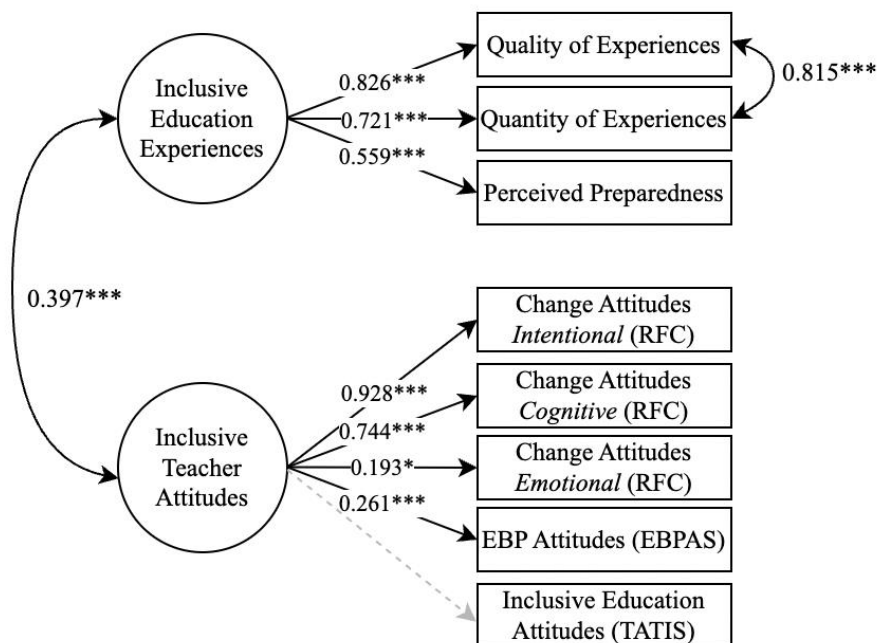 Inclusive
Education
Experiences
0.826***
0.721***
0.559***
Quality of Experiences
Quantity of Experiences
Perceived Preparedness
0.815***
0.397***
Inclusive
Teacher
Attitudes
0.928***
0.744***
0.193*
0.261***
Change Attitudes
Intentional (RFC)
Change Attitudes
Cognitive (RFC)
Change Attitudes
Emotional (RFC)
EBP Attitudes (EBPAS)
Inclusive Education
Attitudes (TATIS)